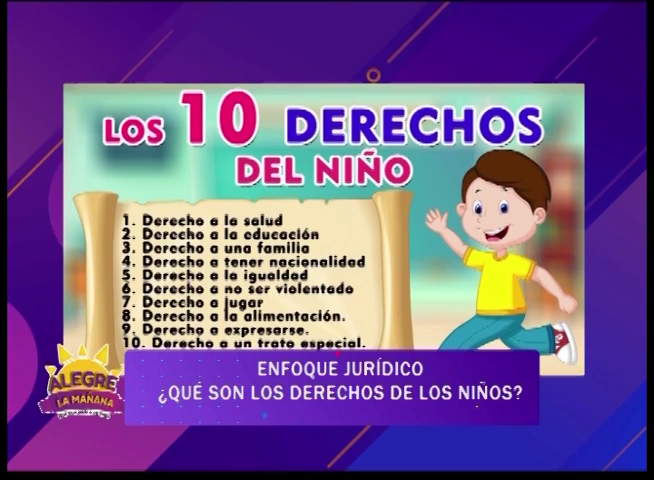 LOS 10 DERECHOS
DEL NIÑO
1. Derecho a la salud
2. Derecho a la educación
3. Derecho a una familia
4. Derecho a tener nacionalidad
5. Derecho a la igualdad
6. Derecho a no ser violentado
7. Derecho a jugar
8. Derecho a la alimentación.
9. Derecho a expresarse.
10. Derecho a un trato especial.
ALEGRE
LA MAÑANA
ENFOQUE JURÍDICO
¿QUÉ SON LOS DERECHOS DE LOS NIÑOS?